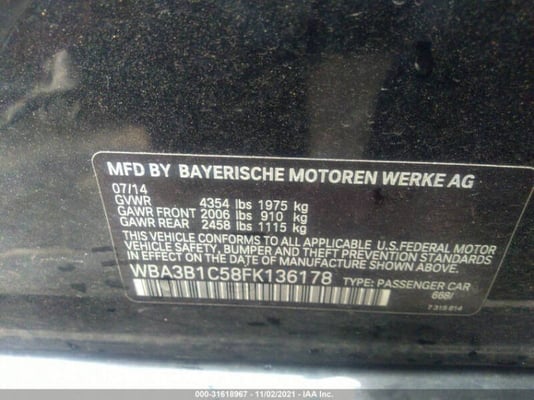 MFD BY BAYERISCHE MOTOREN WERKE AG
07/14
GVWR 4354 lbs 1975 kg
GAWR FRONT 2006 lbs 910 kg
GAWR REAR 2458 lbs 1115 kg
THIS VEHICLE CONFORMS TO ALL APPLICABLE U.S. FEDERAL MOTOR
VEHICLE SAFETY, BUMPER AND THEFT PREVENTION STANDARDS
IN EFFECT ON THE DATE OF MANUFACTURE SHOWN ABOVE.
WBA3B1C58FK136178 TYPE: PASSENGER CAR
668/
7 318 614
000-31618967 - 11/02/2021 - IAA Inc.